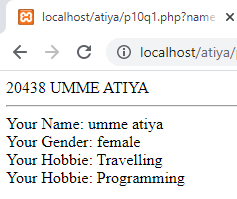 localhost/atiya/p10q1.php?name
localhost/atiya/
20438 UMME ATIYA
Your Name: umme atiya
Your Gender: female
Your Hobbie: Travelling
Your Hobbie: Programming